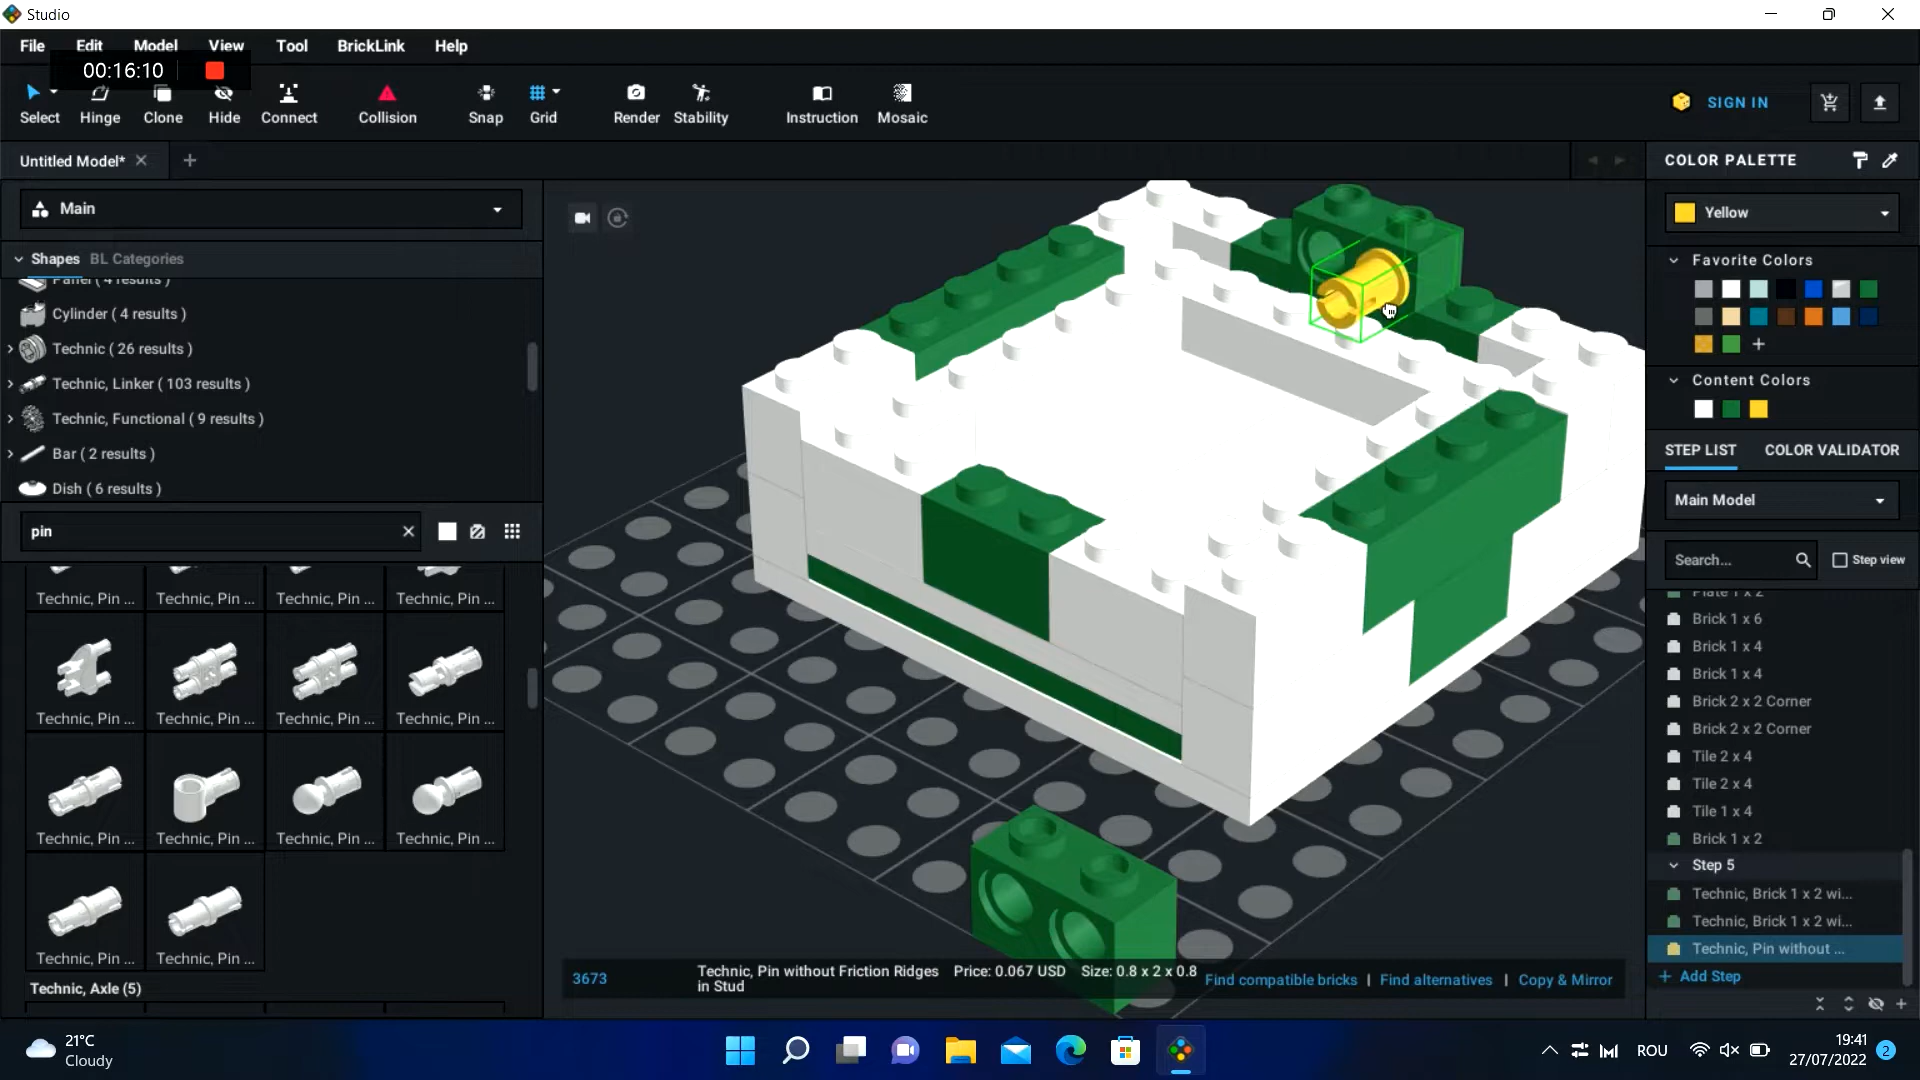 Studio
File Edit Model View Tool BrickLink Help
00:16:10
Select Hinge Clone Hide Connect Collision Snap Grid Render Stability Instruction Mosaic
SIGN IN
Untitled Model*
COLOR PALETTE
Main
Yellow
Shapes BL Categories
Favorite Colors
Panel ( 4 results )
Cylinder ( 4 results )
Technic ( 26 results )
Technic, Linker ( 103 results )
Technic, Functional ( 9 results )
Bar ( 2 results )
Dish ( 6 results )
Content Colors
STEP LIST COLOR VALIDATOR
Main Model
pin
Search... Step view
Technic, Pin ... Technic, Pin ... Technic, Pin ... Technic, Pin ...
Technic, Pin ... Technic, Pin ... Technic, Pin ... Technic, Pin ...
Technic, Pin ... Technic, Pin ... Technic, Pin ... Technic, Pin ...
Technic, Pin ... Technic, Pin ...
Technic, Axle (5)
Plate 1 x 2
Brick 1 x 6
Brick 1 x 4
Brick 1 x 4
Brick 2 x 2 Corner
Brick 2 x 2 Corner
Tile 2 x 4
Tile 2 x 4
Tile 1 x 4
Brick 1 x 2
Step 5
Technic, Brick 1 x 2 wi...
Technic, Brick 1 x 2 wi...
Technic, Pin without ...
+ Add Step
3673 Technic, Pin without Friction Ridges Price: 0.067 USD Size: 0.8 x 2 x 0.8
in Stud
Find compatible bricks | Find alternatives | Copy & Mirror
21°C
Cloudy
ROU
19:41
27/07/2022
2